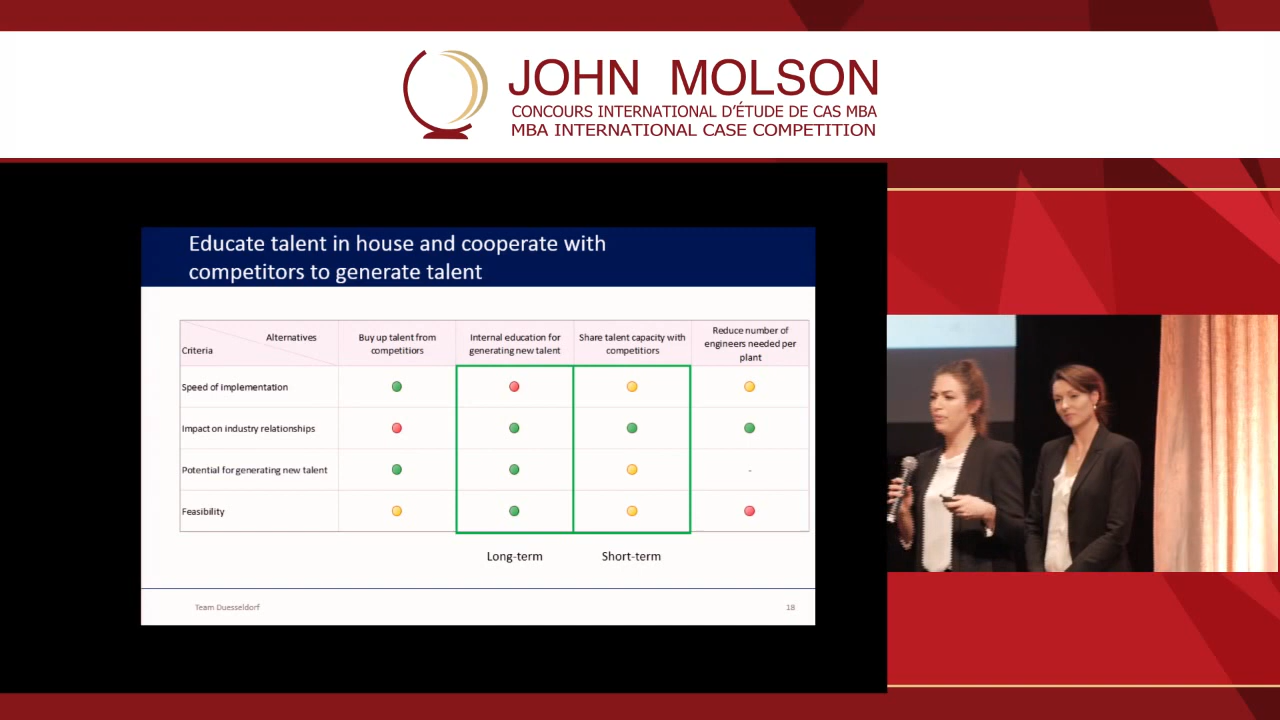 JOHN MOLSON
CONCOURS INTERNATIONAL D'ÉTUDE DE CAS MBA
MBA INTERNATIONAL CASE COMPETITION
Educate talent in house and cooperate with
competitors to generate talent
Alternatives
Criteria
Buy up talent from
competitiors
Internal education for
generating new talent
Share talent capacity with
competitiors
Reduce number of
engineers needed per
plant
Speed of implementation
Impact on industry relationships
Potential for generating new talent
-
Feasibility
Long-term
Short-term
Team Duesseldorf
18